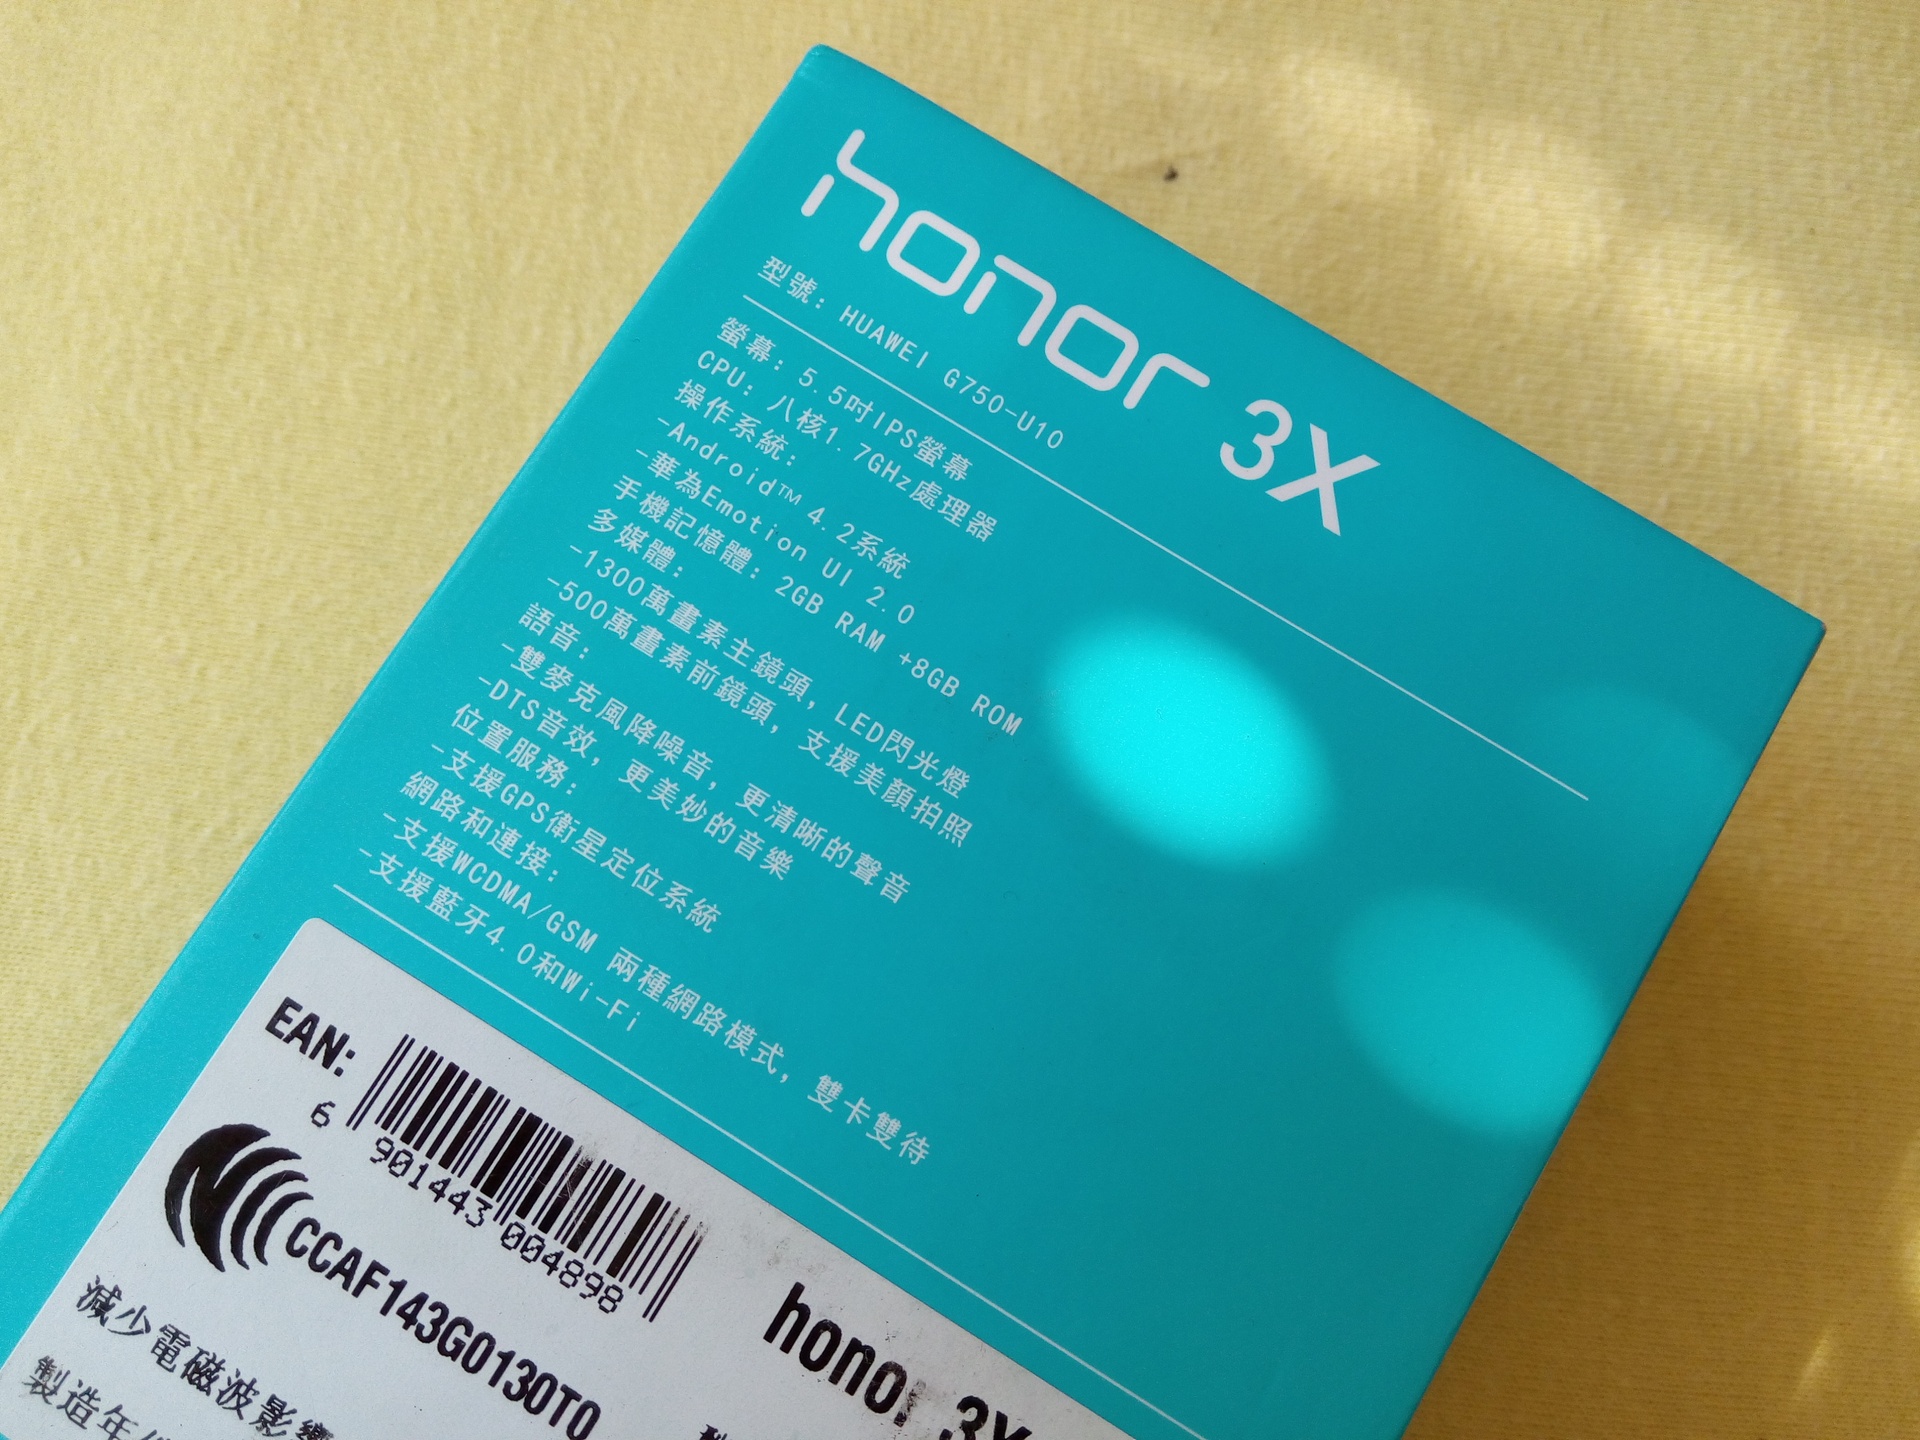 honor 3X
型號: HUAWEI G750-U10
螢幕: 5.5吋IPS螢幕
CPU: 八核1.7GHz處理器
操作系統:
-Android™ 4.2系統
-華為Emotion UI 2.0
手機記憶體: 2GB RAM +8GB ROM
多媒體:
-1300萬畫素主鏡頭, LED閃光燈
-500萬畫素前鏡頭, 支援美顏拍照
語音:
-雙麥克風降噪音, 更清晰的聲音
-DTS音效, 更美妙的音樂
位置服務:
-支援GPS衛星定位系統
網路和連接:
-支援WCDMA/GSM 兩種網路模式, 雙卡雙待
-支援藍牙4.0和Wi-Fi
EAN:
6 901443 004898
CCAF143G0130T0
honor 3X
減少電磁波影響
製造年/